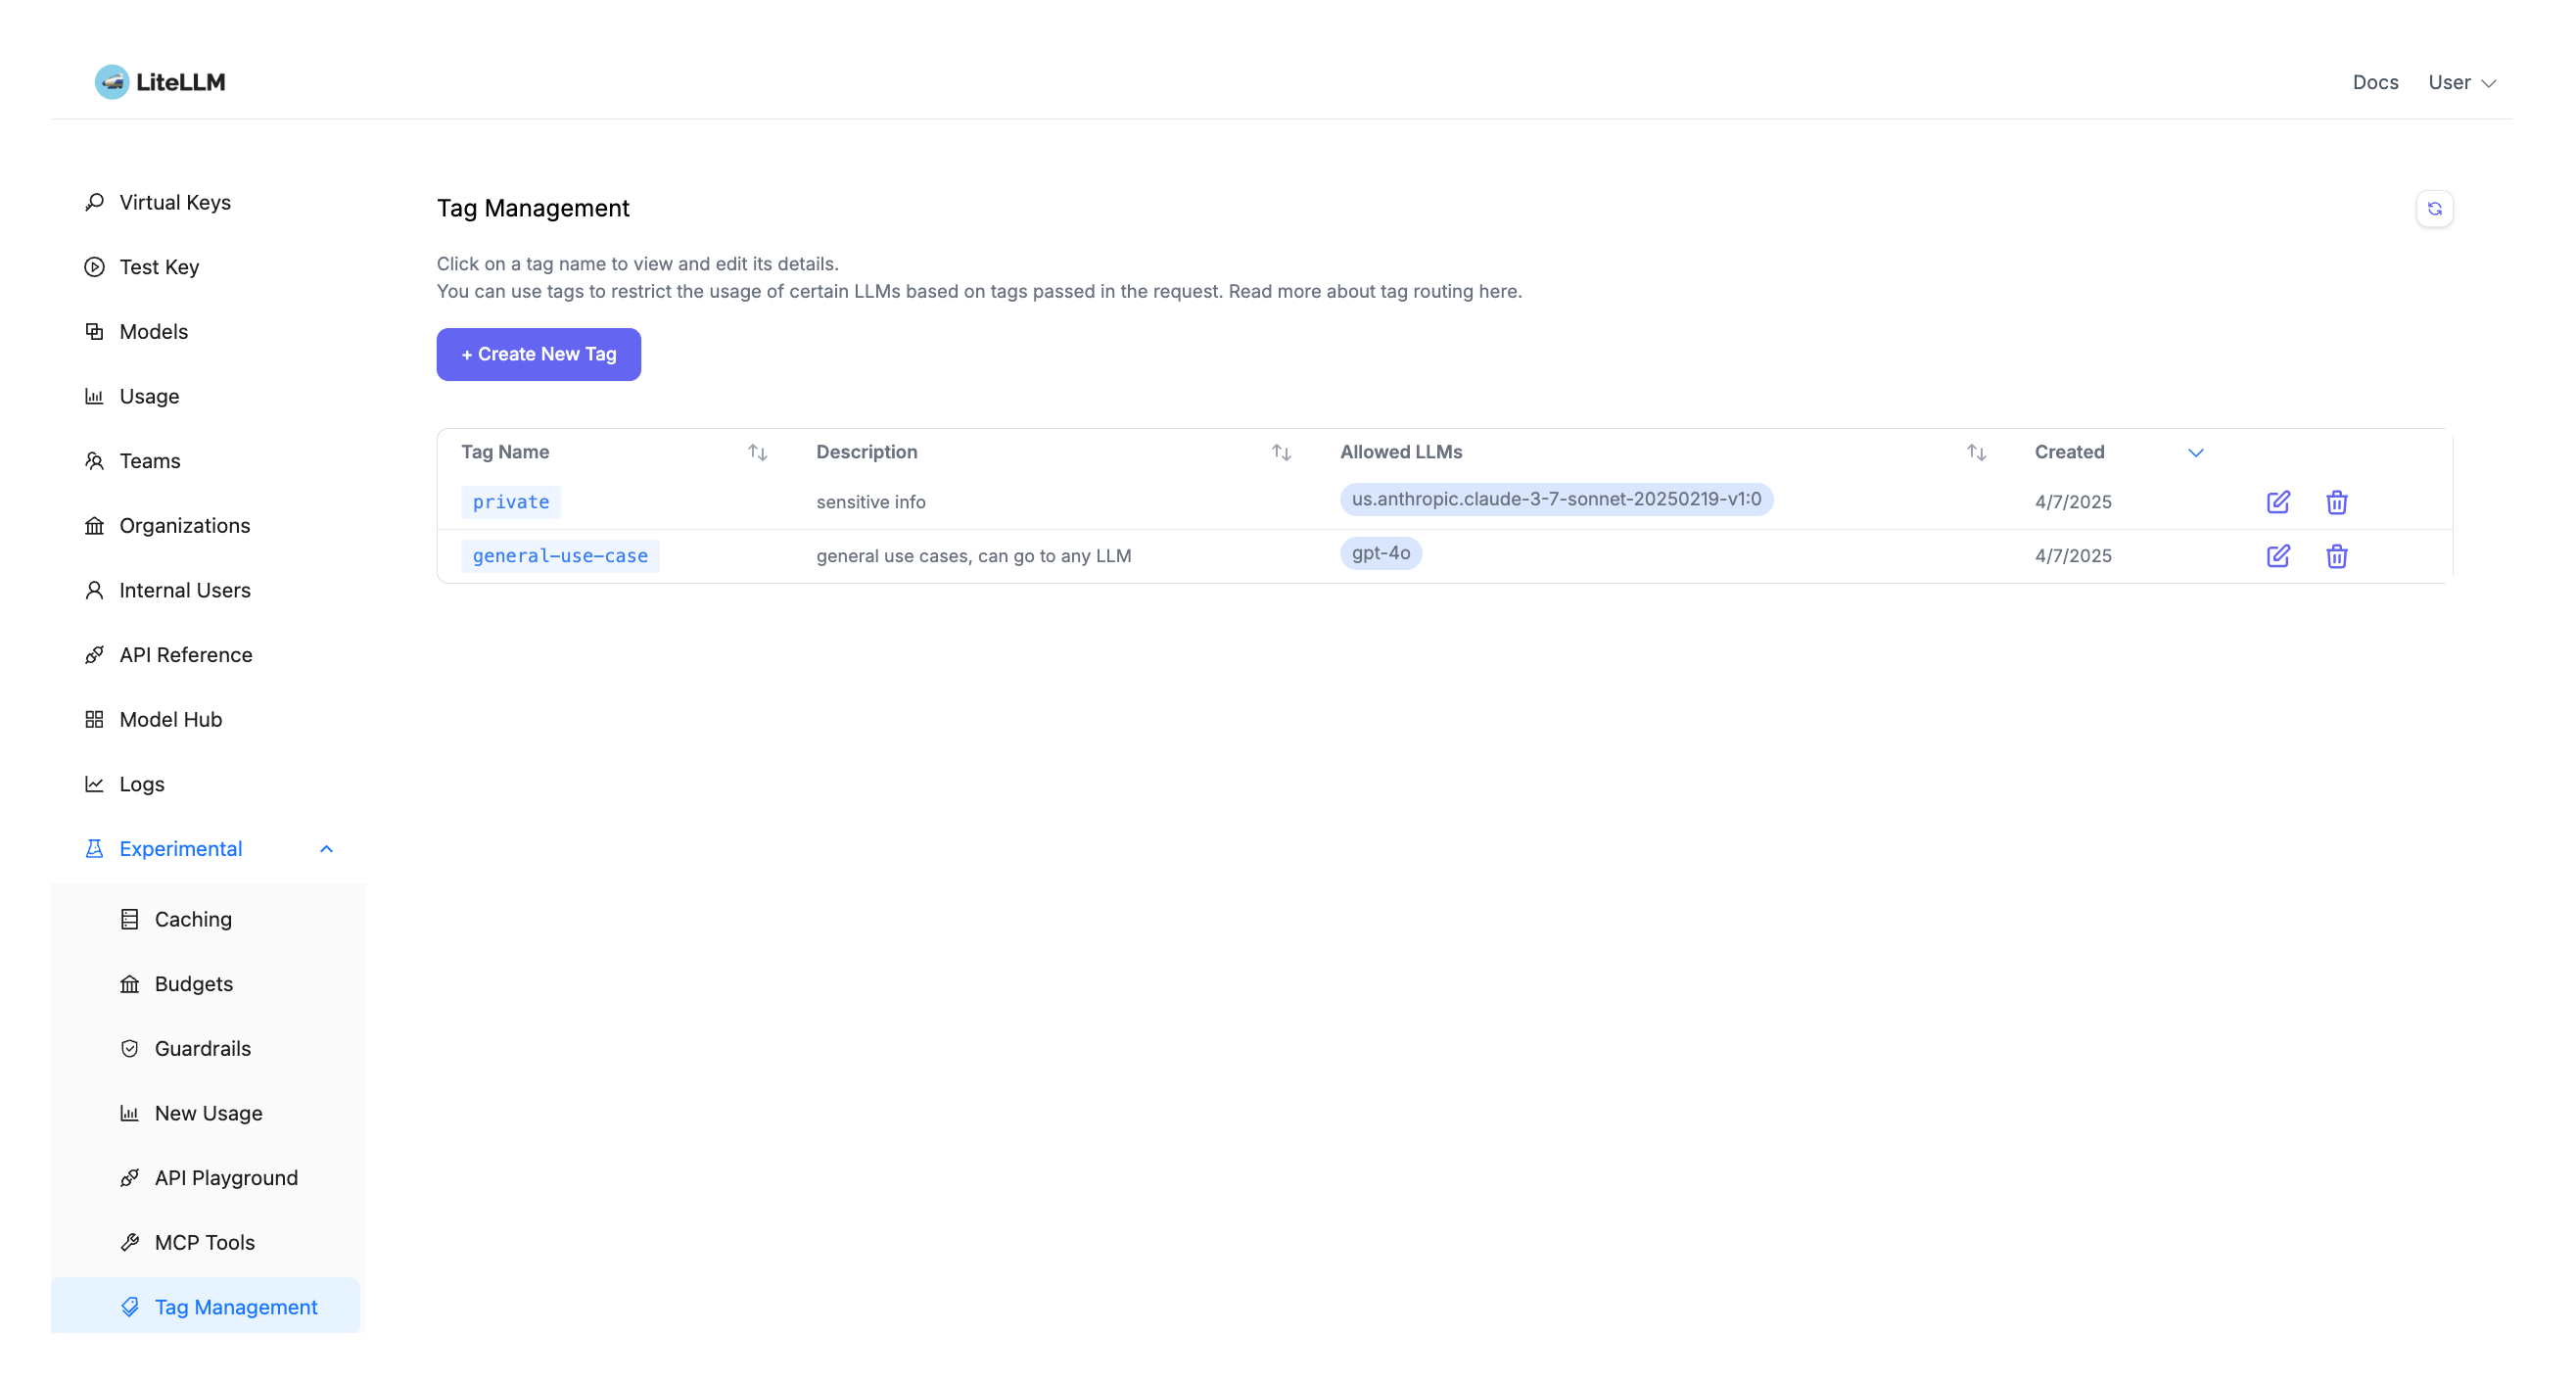 LiteLLM
Docs
User
Virtual Keys
Test Key
Models
Usage
Teams
Organizations
Internal Users
API Reference
Model Hub
Logs
Experimental
Caching
Budgets
Guardrails
New Usage
API Playground
MCP Tools
Tag Management
Tag Management
Click on a tag name to view and edit its details.
You can use tags to restrict the usage of certain LLMs based on tags passed in the request. Read more about tag routing here.
+ Create New Tag
Tag Name Description Allowed LLMs Created
private sensitive info us.anthropic.claude-3-7-sonnet-20250219-v1:0 4/7/2025
general-use-case general use cases, can go to any LLM gpt-4o 4/7/2025